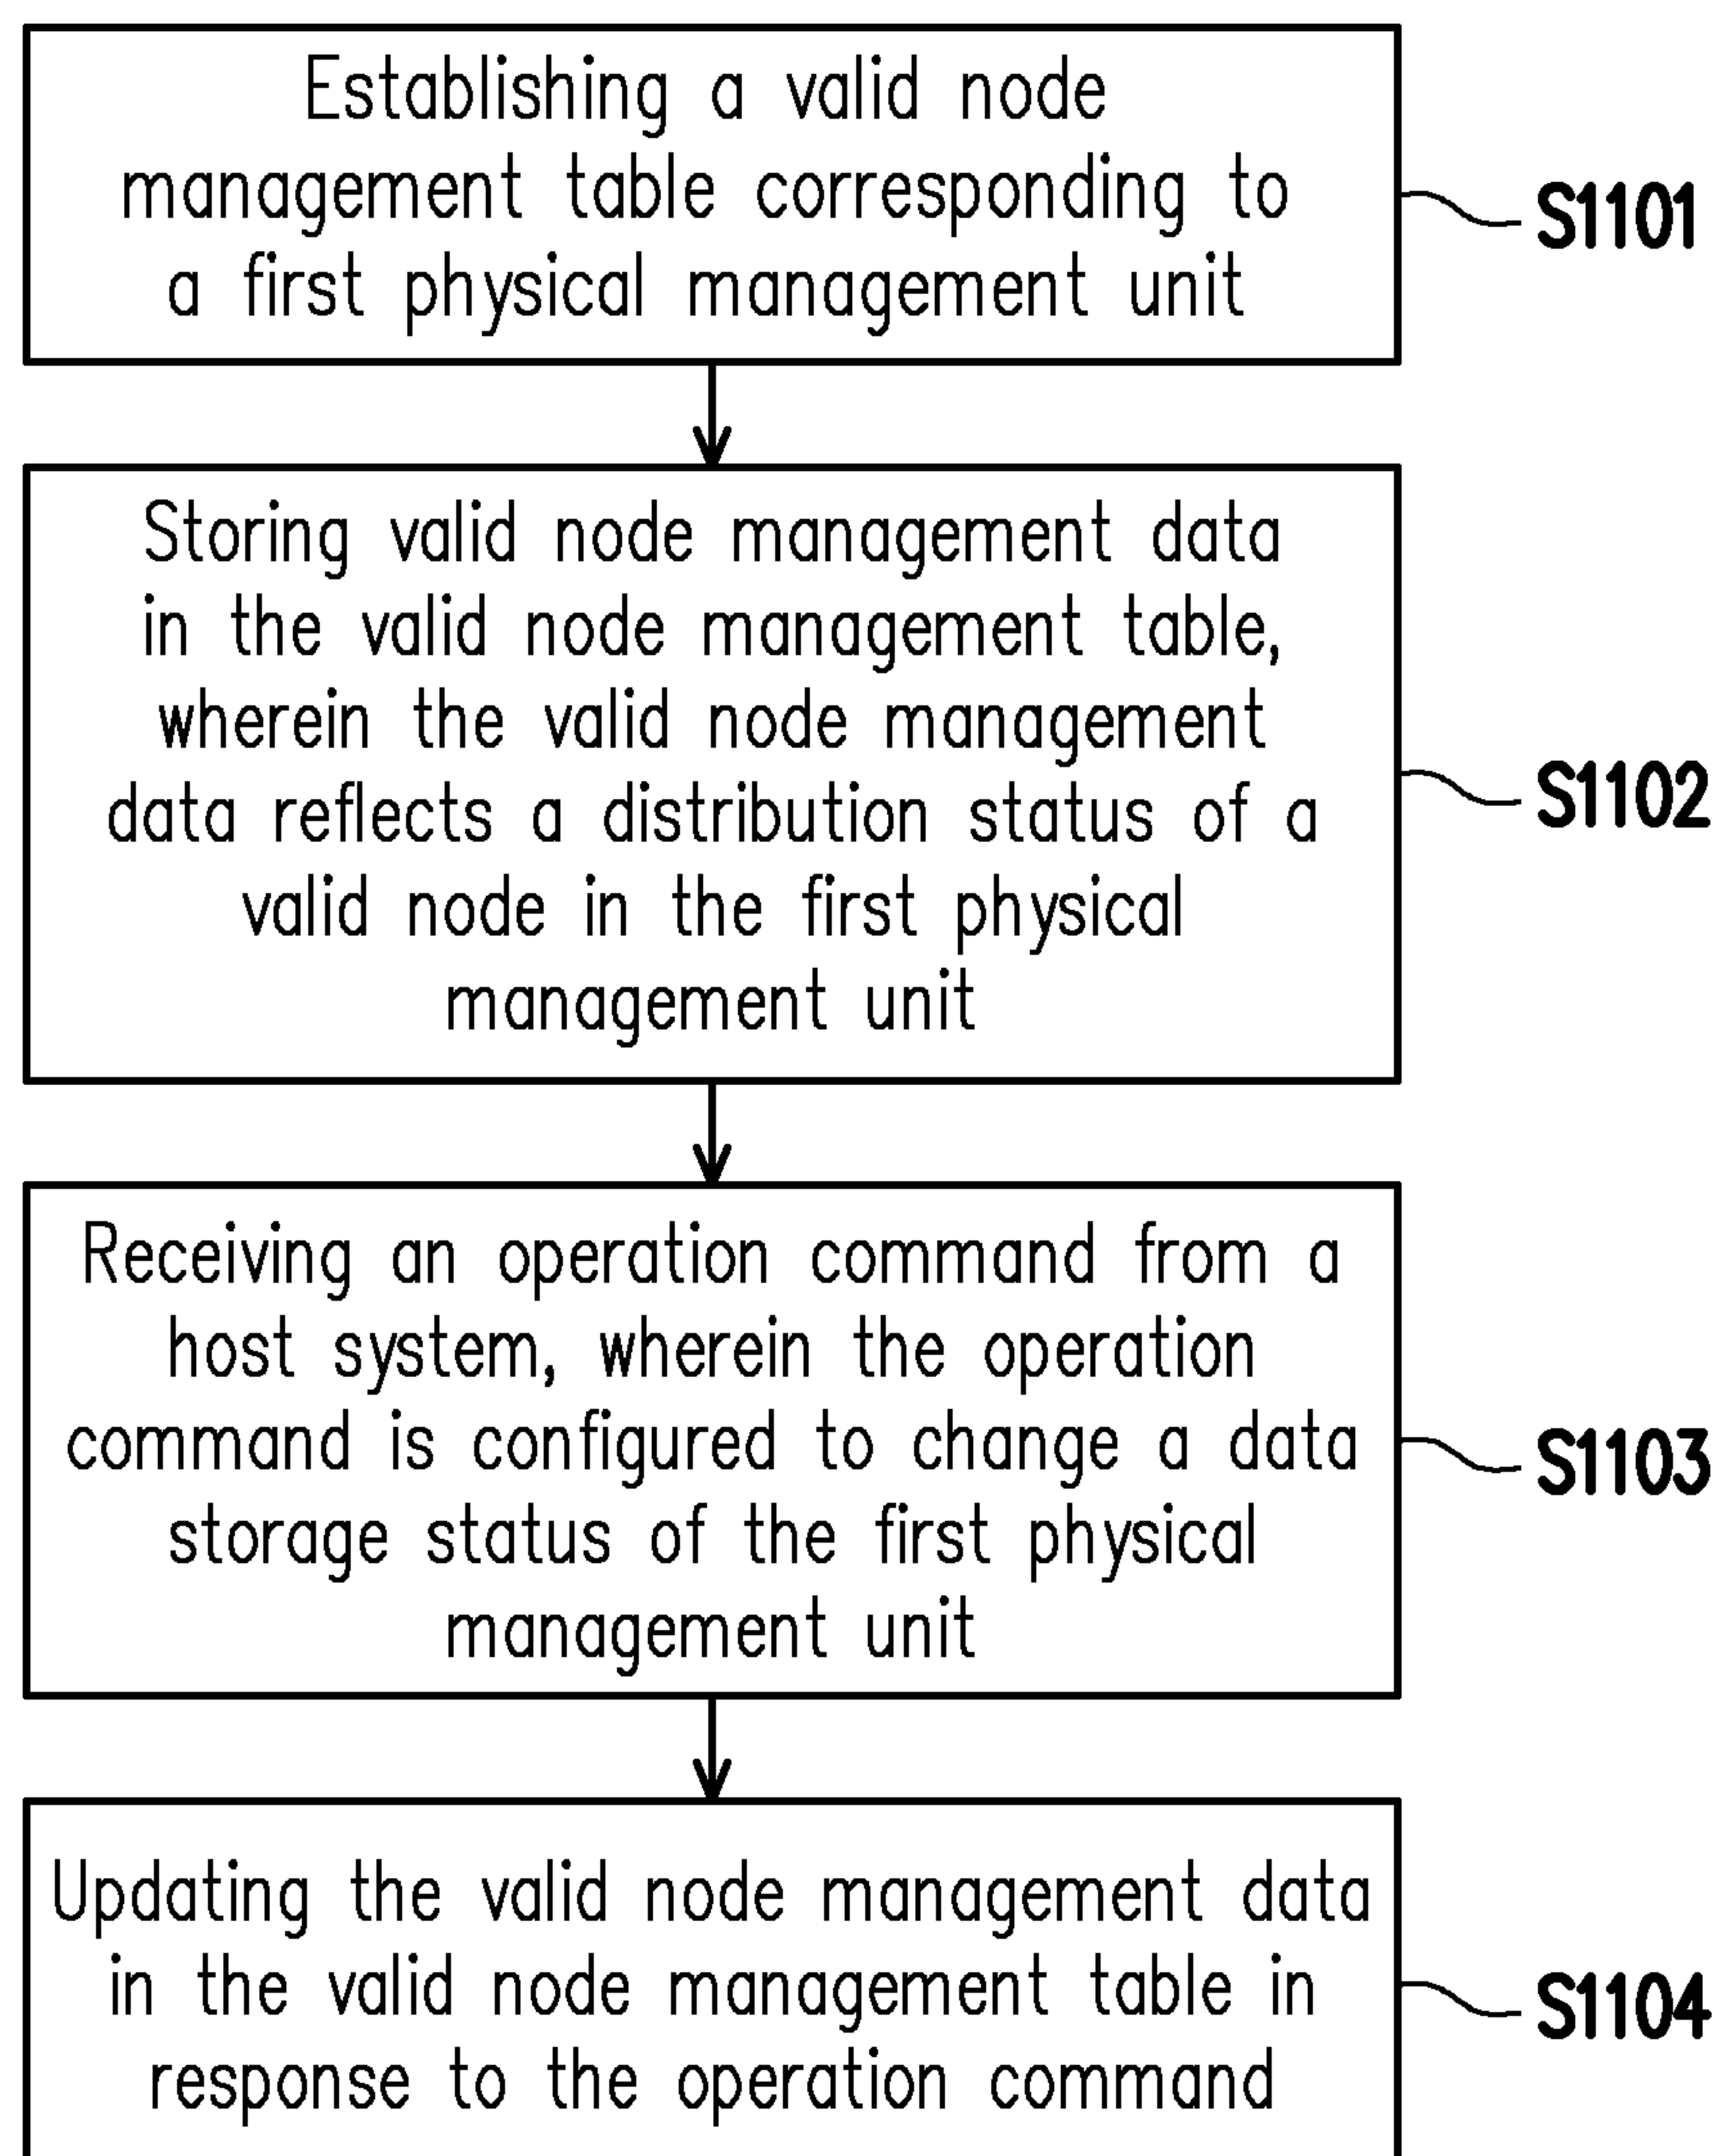 Establishing a valid node
management table corresponding to
a first physical management unit
S1101
Storing valid node management data
in the valid node management table,
wherein the valid node management
data reflects a distribution status of a
valid node in the first physical
management unit
S1102
Receiving an operation command from a
host system, wherein the operation
command is configured to change a data
storage status of the first physical
management unit
S1103
Updating the valid node management data
in the valid node management table in
response to the operation command
S1104